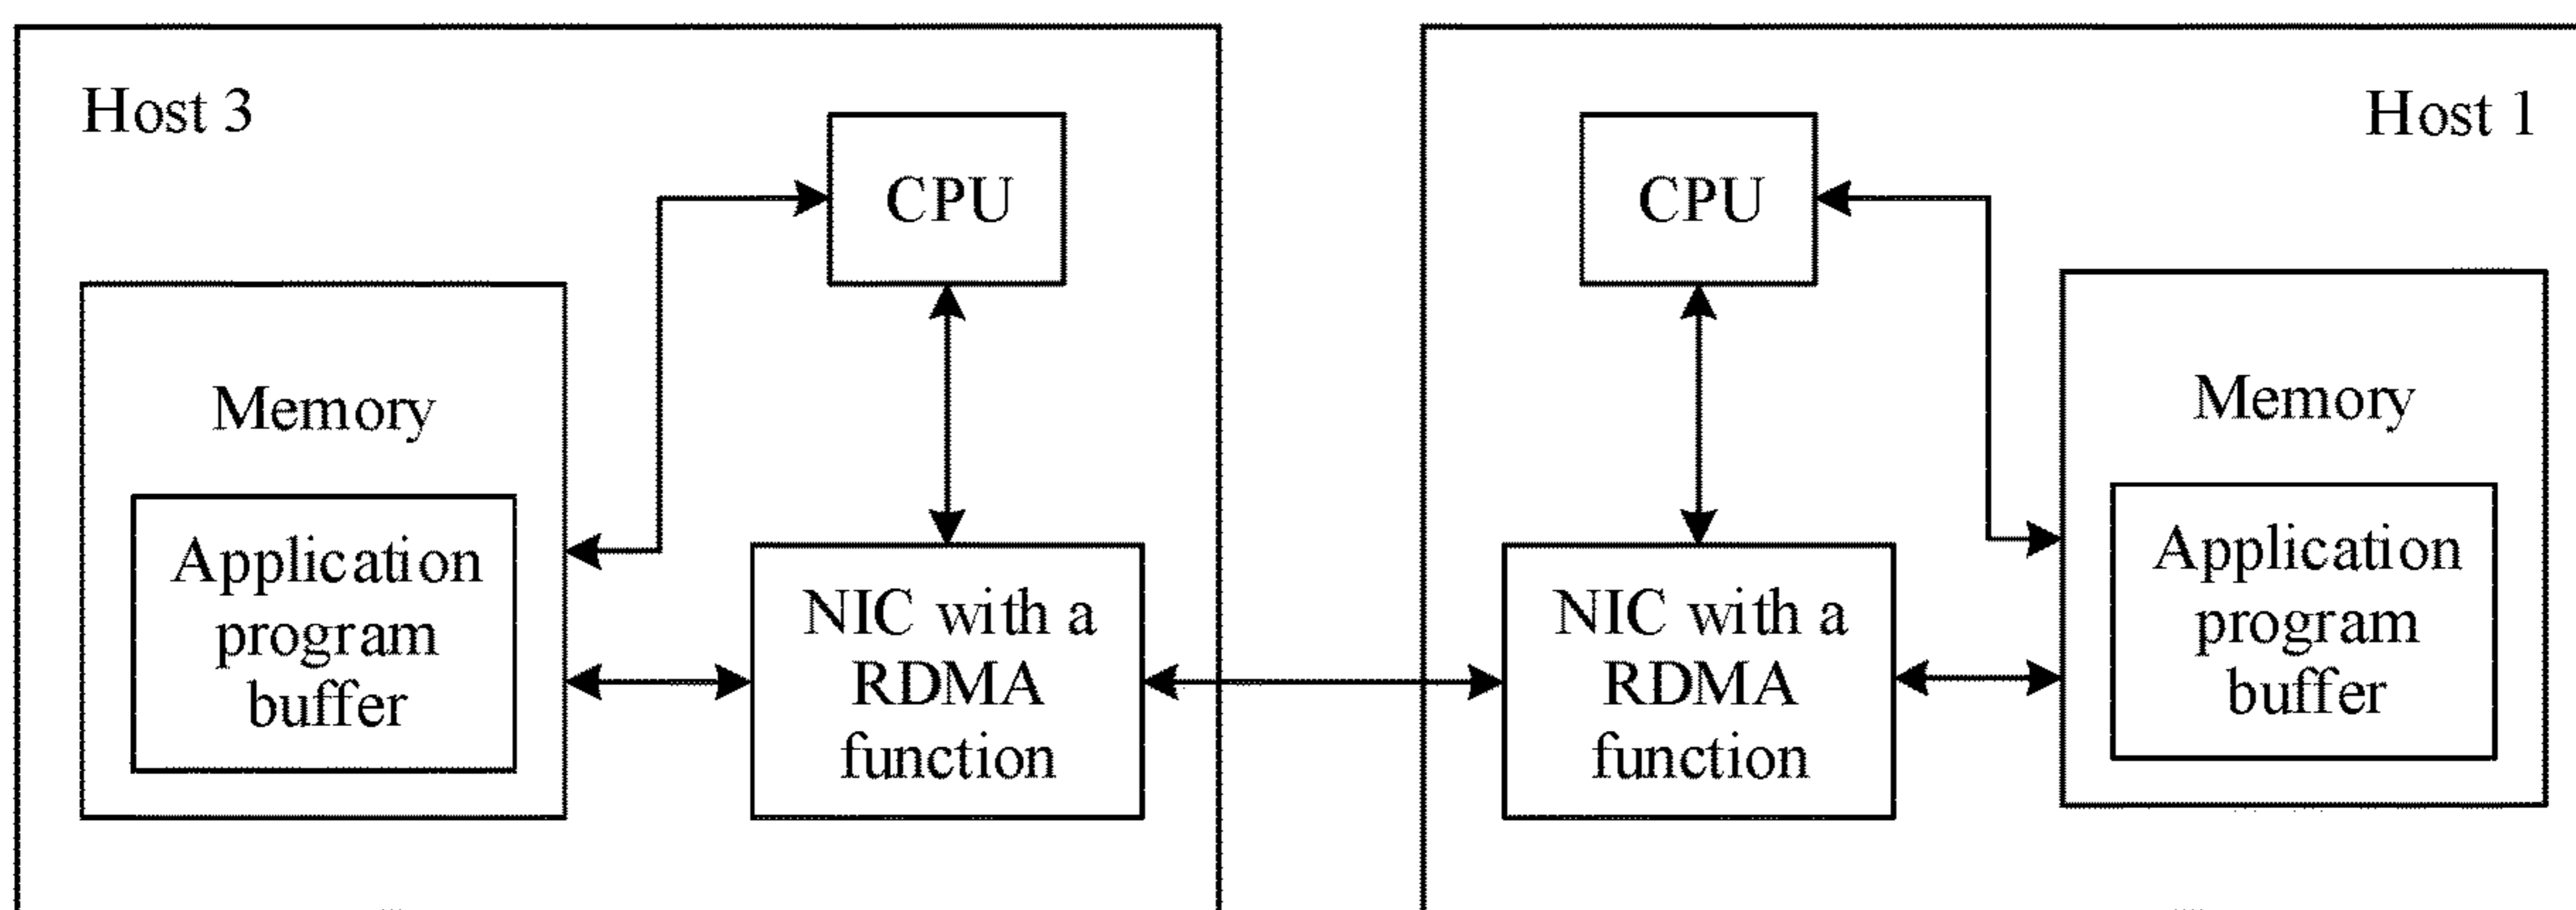 Host 3
CPU
Memory
Application
program
buffer
NIC with a
RDMA
function
Host 1
CPU
Memory
NIC with a
RDMA
function
Application
program
buffer